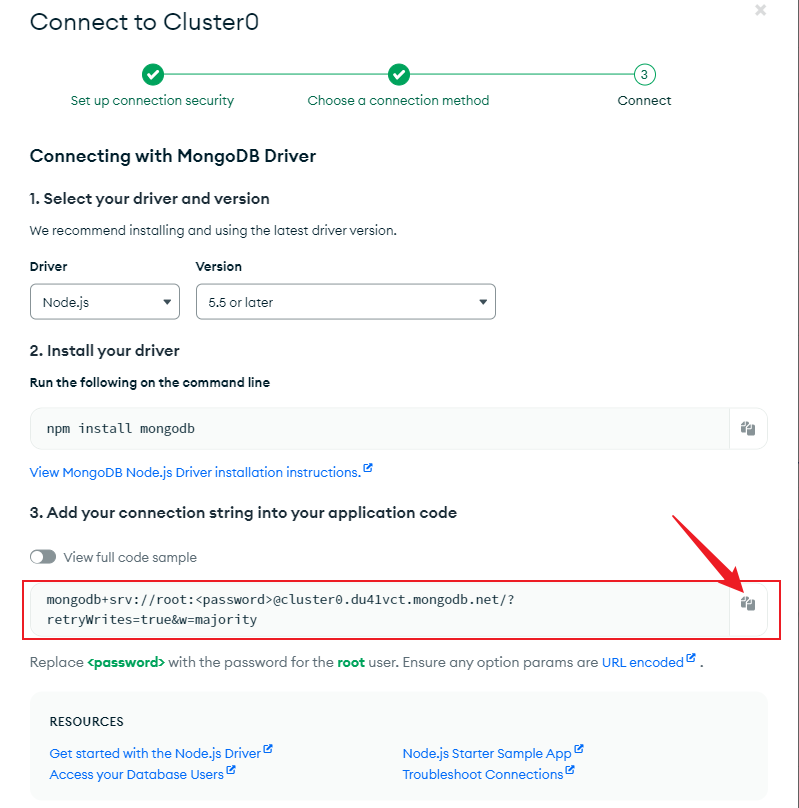 Connect to Cluster0
3
Set up connection security
Choose a connection method
Connect
Connecting with MongoDB Driver
1. Select your driver and version
We recommend installing and using the latest driver version.
Driver
Version
Node.js
5.5 or later
2. Install your driver
Run the following on the command line
npm install mongodb
View MongoDB Node.js Driver installation instructions.
3. Add your connection string into your application code
View full code sample
mongodb+srv://root:<password>@cluster0.du41vct.mongodb.net/?
retryWrites=true&w=majority
Replace <password> with the password for the root user. Ensure any option params are URL encoded .
RESOURCES
Get started with the Node.js Driver
Node.js Starter Sample App
Access your Database Users
Troubleshoot Connections